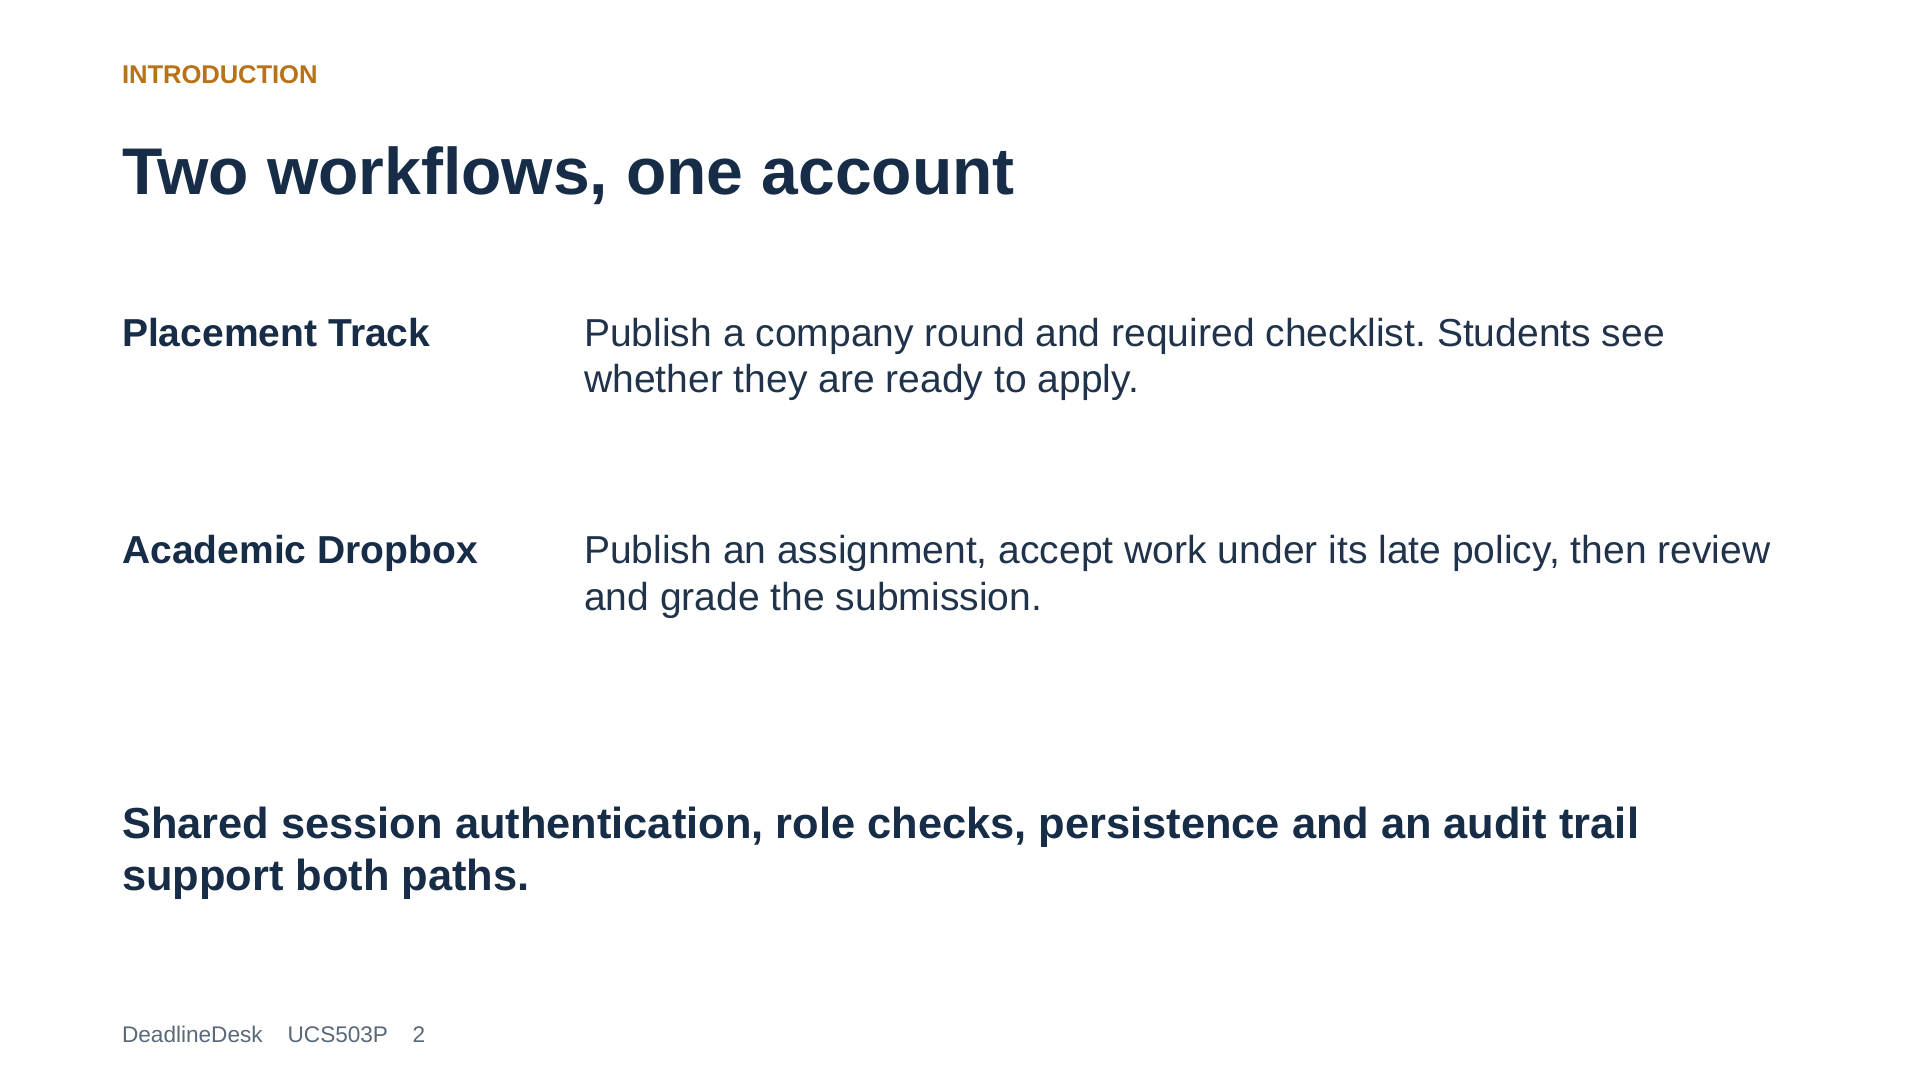 INTRODUCTION
Two workflows, one account
Placement Track
Publish a company round and required checklist. Students see
whether they are ready to apply.
Academic Dropbox
Publish an assignment, accept work under its late policy, then review
and grade the submission.
Shared session authentication, role checks, persistence and an audit trail
support both paths.
DeadlineDesk UCS503P 2